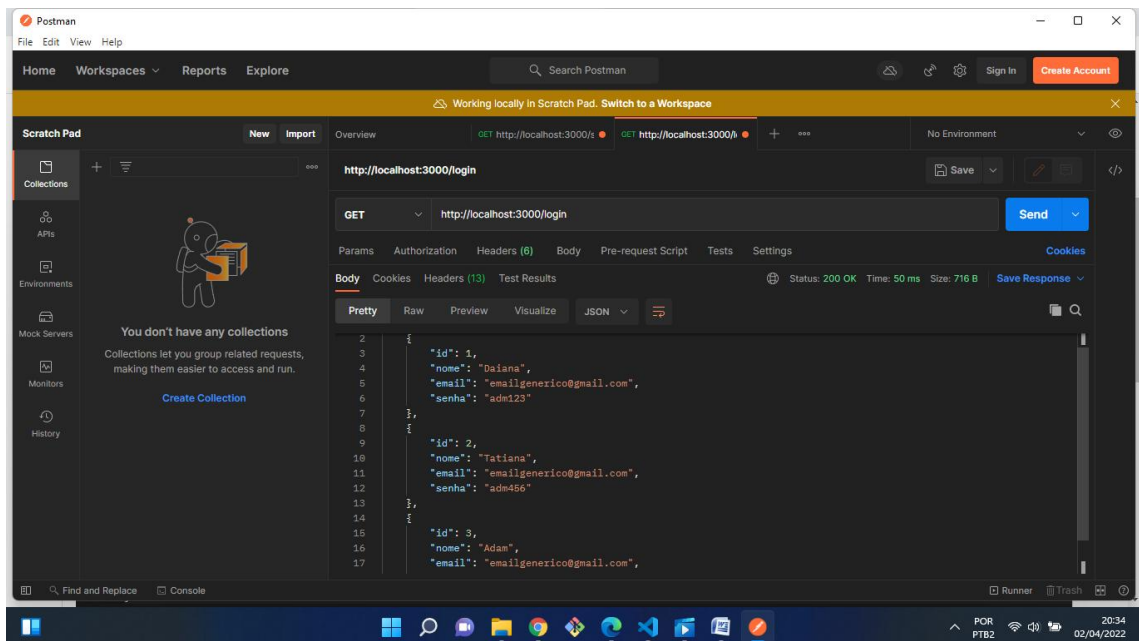 Postman
File Edit View Help
Home Workspaces Reports Explore Search Postman Sign In Create Account
Working locally in Scratch Pad. Switch to a Workspace
Scratch Pad New Import Overview GET http://localhost:3000/s GET http://localhost:3000/l No Environment
Collections
APIs
Environments
Mock Servers
Monitors
History
You don't have any collections
Collections let you group related requests,
making them easier to access and run.
Create Collection
http://localhost:3000/login Save
GET http://localhost:3000/login Send
Params Authorization Headers (6) Body Pre-request Script Tests Settings Cookies
Body Cookies Headers (13) Test Results Status: 200 OK Time: 50 ms Size: 716 B Save Response
Pretty Raw Preview Visualize JSON
2 {
3 "id": 1,
4 "nome": "Daiana",
5 "email": "emailgenerico@gmail.com",
6 "senha": "adm123"
7 },
8 {
9 "id": 2,
10 "nome": "Tatiana",
11 "email": "emailgenerico@gmail.com",
12 "senha": "adm456"
13 },
14 {
15 "id": 3,
16 "nome": "Adam",
17 "email": "emailgenerico@gmail.com",
Find and Replace Console Runner Trash
POR
PTB2
20:34
02/04/2022